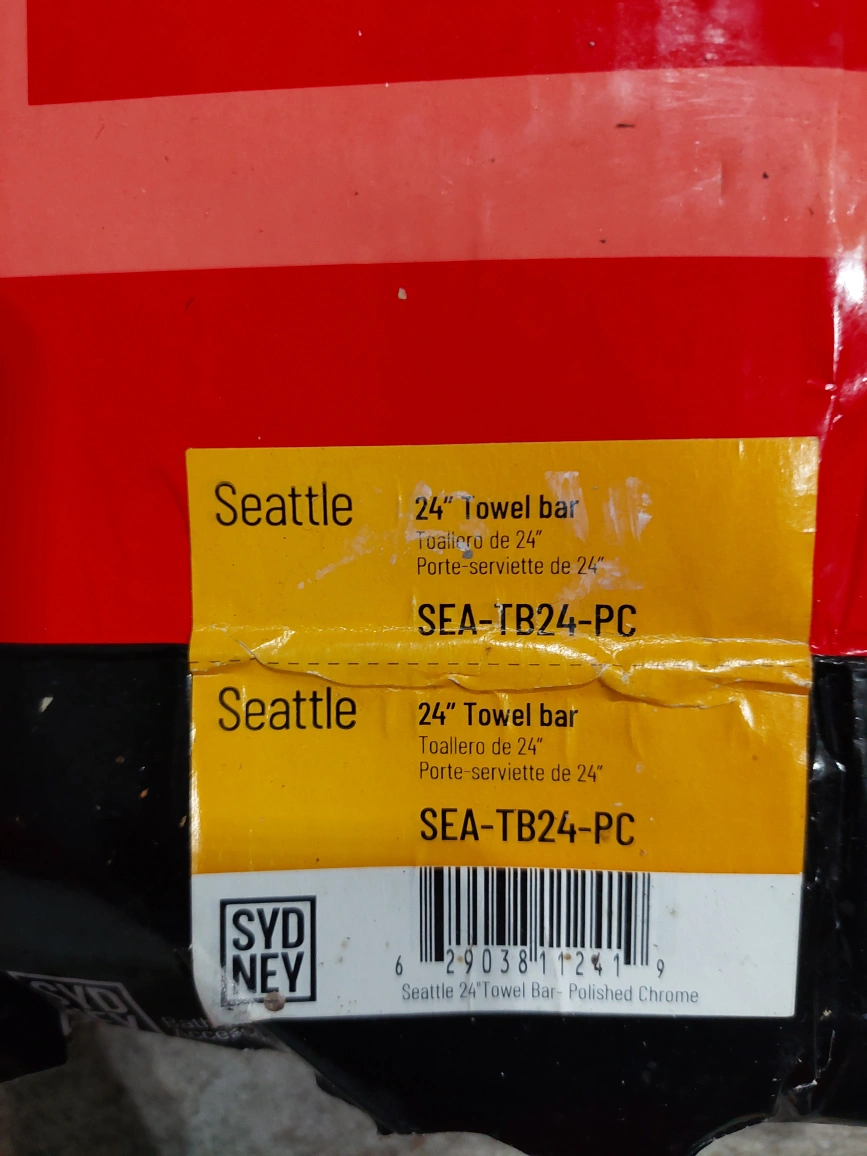 Seattle
24" Towel bar
Toallero de 24"
Porte-serviette de 24"
SEA-TB24-PC
Seattle
24" Towel bar
Toallero de 24"
Porte-serviette de 24"
SEA-TB24-PC
SYD
NEY
6 29038 11241 9
Seattle 24"Towel Bar- Polished Chrome
SYD
NEY